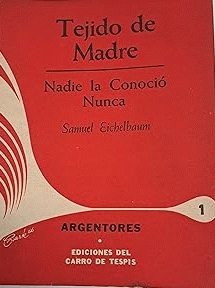 Tejido de
Madre
Nadie la Conoció
Nunca
Samuel Eichelbaum
1
ARGENTORES
EDICIONES DEL
CARRO DE TESPIS